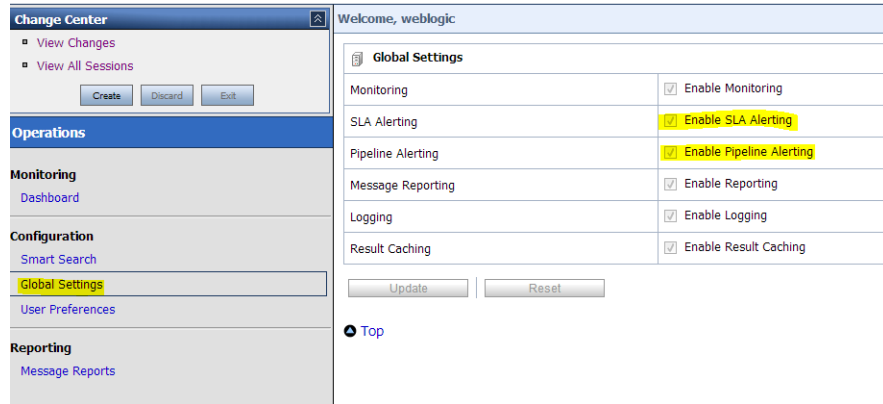 Change Center
View Changes
View All Sessions
Create Discard Exit
Operations
Monitoring
Dashboard
Configuration
Smart Search
Global Settings
User Preferences
Reporting
Message Reports
Welcome, weblogic
Global Settings
Monitoring Enable Monitoring
SLA Alerting Enable SLA Alerting
Pipeline Alerting Enable Pipeline Alerting
Message Reporting Enable Reporting
Logging Enable Logging
Result Caching Enable Result Caching
Update Reset
Top